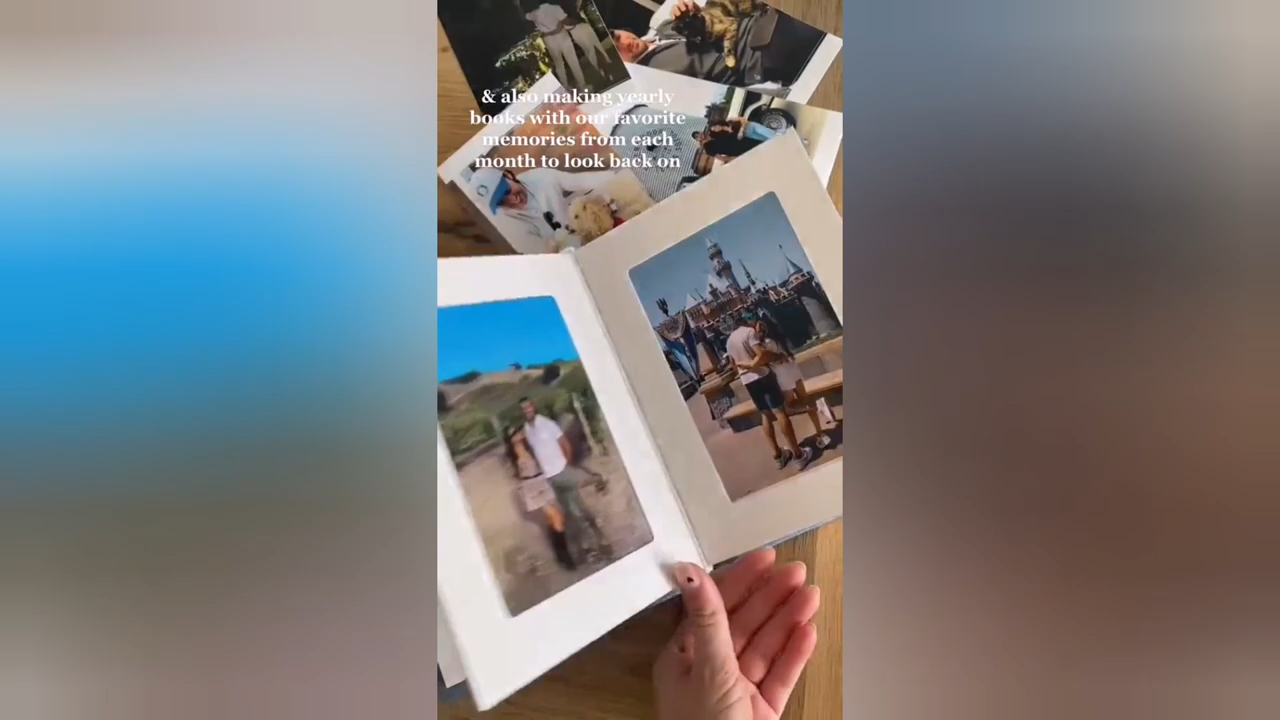 & also making yearly
books with our favorite
memories from each
month to look back on